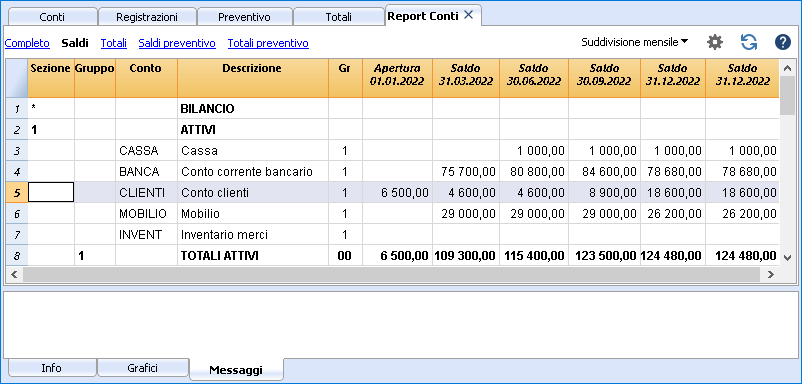 Conti Registrazioni Preventivo Totali Report Conti
Completo Saldi Totali Saldi preventivo Totali preventivo Suddivisione mensile
Sezione Gruppo Conto Descrizione Gr Apertura 01.01.2022 Saldo 31.03.2022 Saldo 30.06.2022 Saldo 30.09.2022 Saldo 31.12.2022 Saldo 31.12.2022
1 * BILANCIO
2 1 ATTIVI
3 CASSA Cassa 1 1 000,00 1 000,00 1 000,00 1 000,00
4 BANCA Conto corrente bancario 1 75 700,00 80 800,00 84 600,00 78 680,00 78 680,00
5 CLIENTI Conto clienti 1 6 500,00 4 600,00 4 600,00 8 900,00 18 600,00 18 600,00
6 MOBILIO Mobilio 1 29 000,00 29 000,00 29 000,00 26 200,00 26 200,00
7 INVENT Inventario merci 1
8 1 TOTALI ATTIVI 00 6 500,00 109 300,00 115 400,00 123 500,00 124 480,00 124 480,00
Info Grafici Messaggi